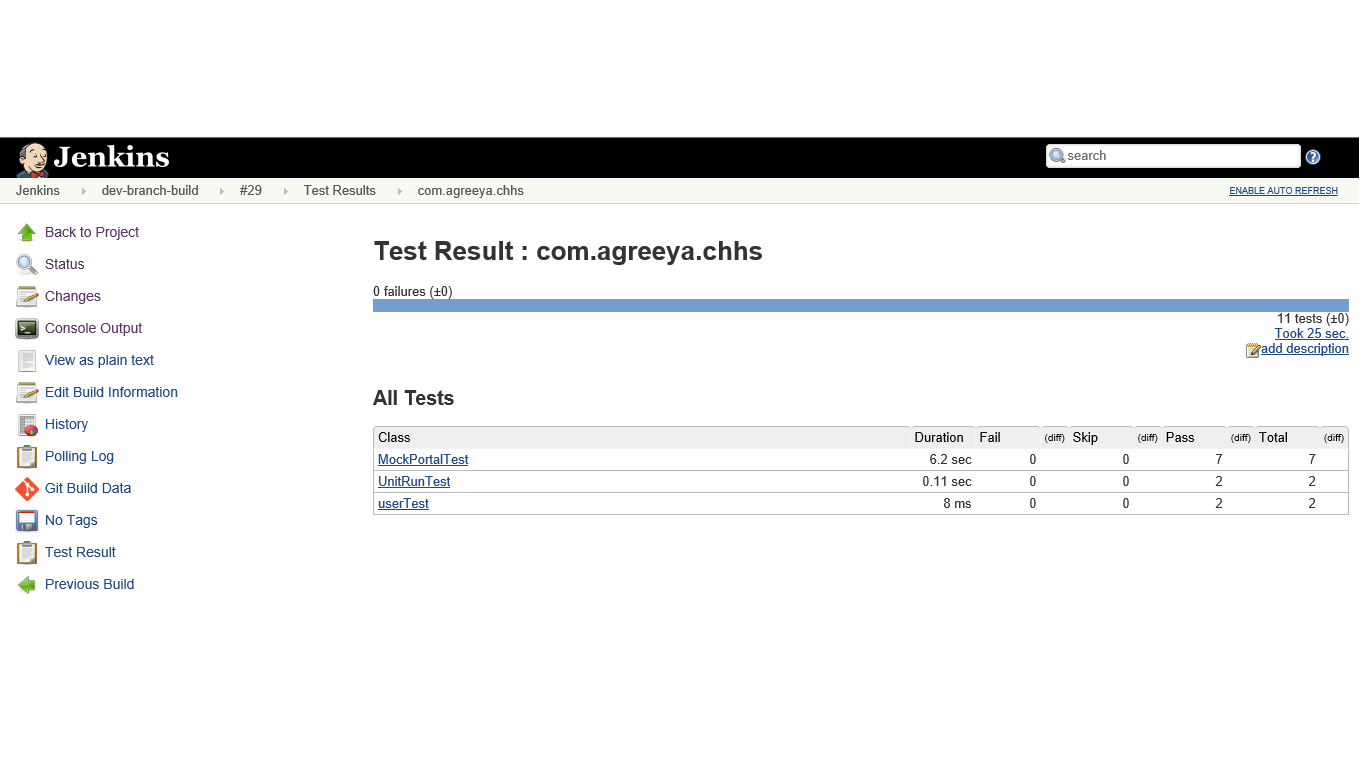 Jenkins
search
Jenkins dev-branch-build #29 Test Results com.agreeya.chhs
ENABLE AUTO REFRESH
Back to Project
Status
Changes
Console Output
View as plain text
Edit Build Information
History
Polling Log
Git Build Data
No Tags
Test Result
Previous Build
Test Result : com.agreeya.chhs
0 failures (±0)
11 tests (±0)
Took 25 sec.
add description
All Tests
Class Duration Fail (diff) Skip (diff) Pass (diff) Total (diff)
MockPortalTest 6.2 sec 0 0 7 7
UnitRunTest 0.11 sec 0 0 2 2
userTest 8 ms 0 0 2 2